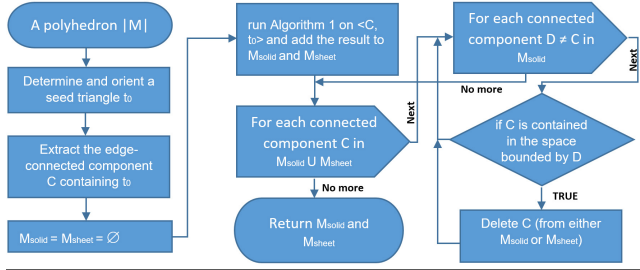 A polyhedron |M|
Determine and orient a
seed triangle t₀
Extract the edge-
connected component
C containing t₀
Msolid = Msheet = ∅
run Algorithm 1 on <C,
t₀> and add the result to
Msolid and Msheet
For each connected
component C in
Msolid U Msheet
Next
No more
Return Msolid and
Msheet
For each connected
component D ≠ C in
Msolid
Next
No more
if C is contained
in the space
bounded by D
TRUE
Delete C (from either
Msolid or Msheet)